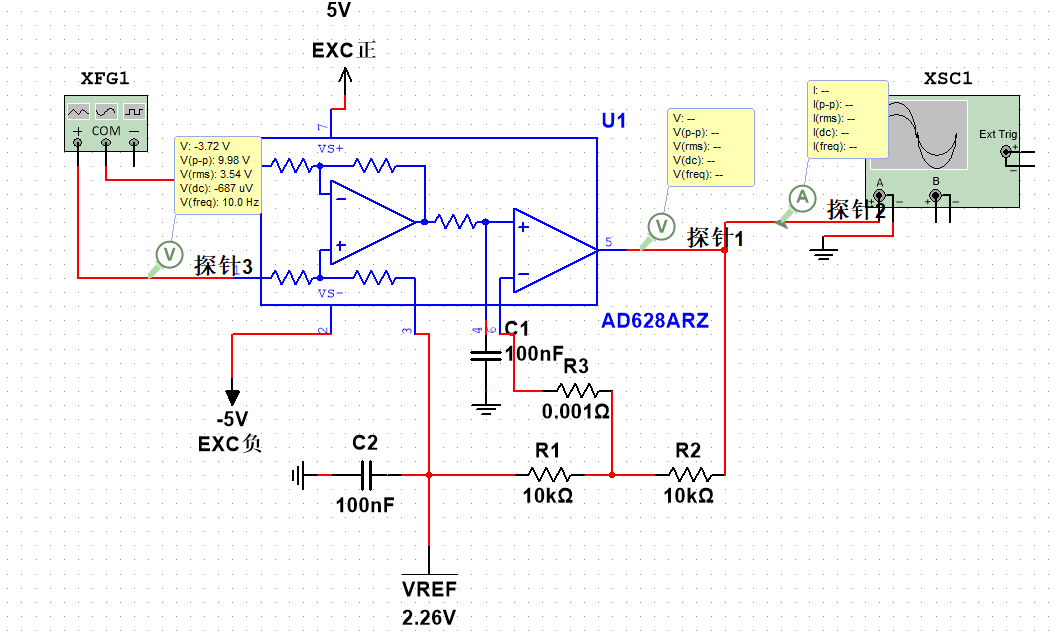 5V
EXC正
XFG1
XSC1
+ COM −
7
U1
VS+
V: -3.72 V
V(p-p): 9.98 V
V(rms): 3.54 V
V(dc): -687 uV
V(freq): 10.0 Hz
V: --
V(p-p): --
V(rms): --
V(dc): --
V(freq): --
I: --
I(p-p): --
I(rms): --
I(dc): --
I(freq): --
Ext Trig
+
−
A
B
+ −
+ −
V
探针3
V
探针1
A
探针2
−
+
+
−
5
VS-
AD628ARZ
2
3
4
6
C1
100nF
R3
0.001Ω
-5V
EXC负
C2
100nF
R1
10kΩ
R2
10kΩ
VREF
2.26V